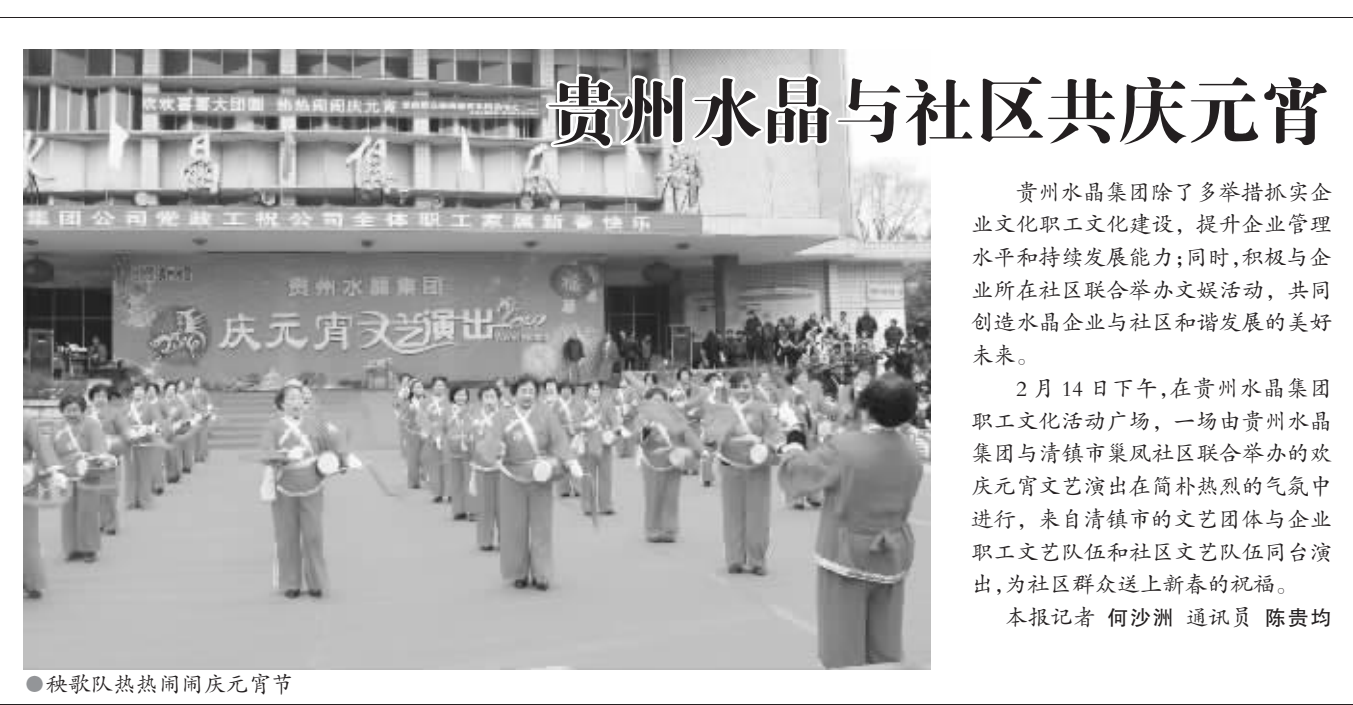 贵州水晶与社区共庆元宵
欢欢喜喜大团圆 热热闹闹庆元宵
集团公司党政工祝公司全体职工家属新春快乐
贵州水晶集团
庆元宵文艺演出
福
贵州水晶集团除了多举措抓实企
业文化职工文化建设，提升企业管理
水平和持续发展能力;同时,积极与企
业所在社区联合举办文娱活动，共同
创造水晶企业与社区和谐发展的美好
未来。
2月14日下午,在贵州水晶集团
职工文化活动广场，一场由贵州水晶
集团与清镇市巢凤社区联合举办的欢
庆元宵文艺演出在简朴热烈的气氛中
进行，来自清镇市的文艺团体与企业
职工文艺队伍和社区文艺队伍同台演
出,为社区群众送上新春的祝福。
本报记者 何沙洲 通讯员 陈贵均
●秧歌队热热闹闹庆元宵节